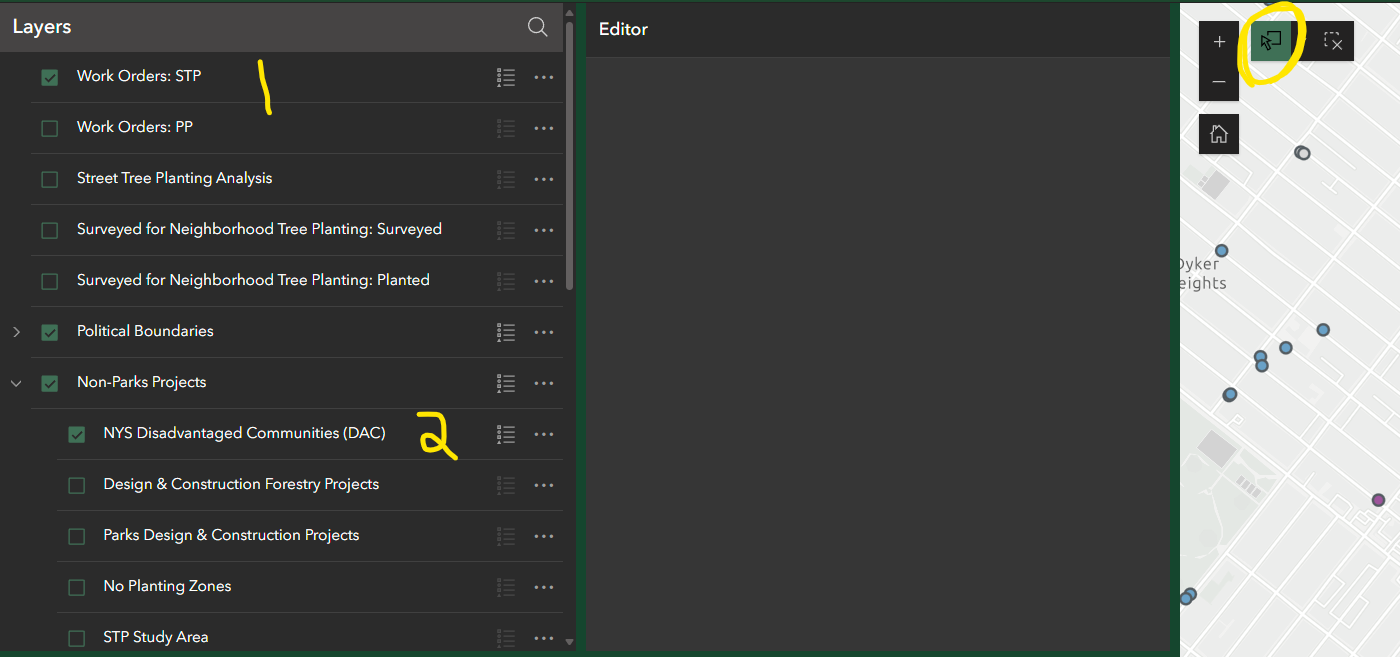 Layers
Editor
Work Orders: STP
1
Work Orders: PP
Street Tree Planting Analysis
Surveyed for Neighborhood Tree Planting: Surveyed
Surveyed for Neighborhood Tree Planting: Planted
Political Boundaries
Non-Parks Projects
NYS Disadvantaged Communities (DAC)
2
Design & Construction Forestry Projects
Parks Design & Construction Projects
No Planting Zones
STP Study Area
Dyker
eights